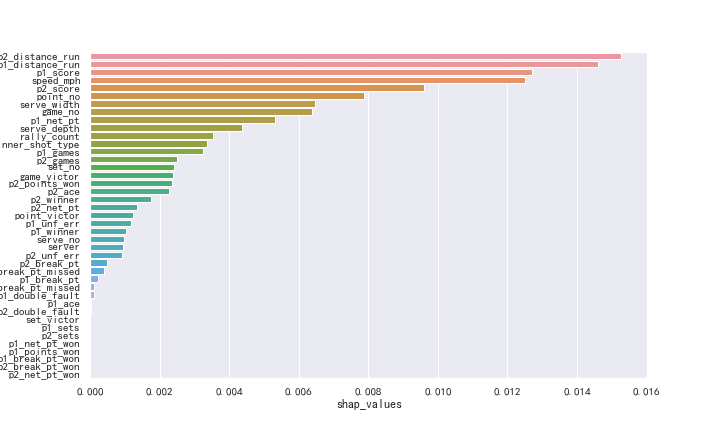 p2_distance_run
p1_distance_run
p1_score
speed_mph
p2_score
point_no
serve_width
game_no
p1_net_pt
serve_depth
rally_count
nner_shot_type
p1_games
p2_games
set_no
game_victor
p2_points_won
p2_ace
p2_winner
p2_net_pt
point_victor
p1_unf_err
p1_winner
serve_no
server
p2_unf_err
p2_break_pt
break_pt_missed
p1_break_pt
break_pt_missed
p1_double_fault
p1_ace
p2_double_fault
set_victor
p1_sets
p2_sets
p1_net_pt_won
p1_points_won
p1_break_pt_won
p2_break_pt_won
p2_net_pt_won
0.000 0.002 0.004 0.006 0.008 0.010 0.012 0.014 0.016
shap_values